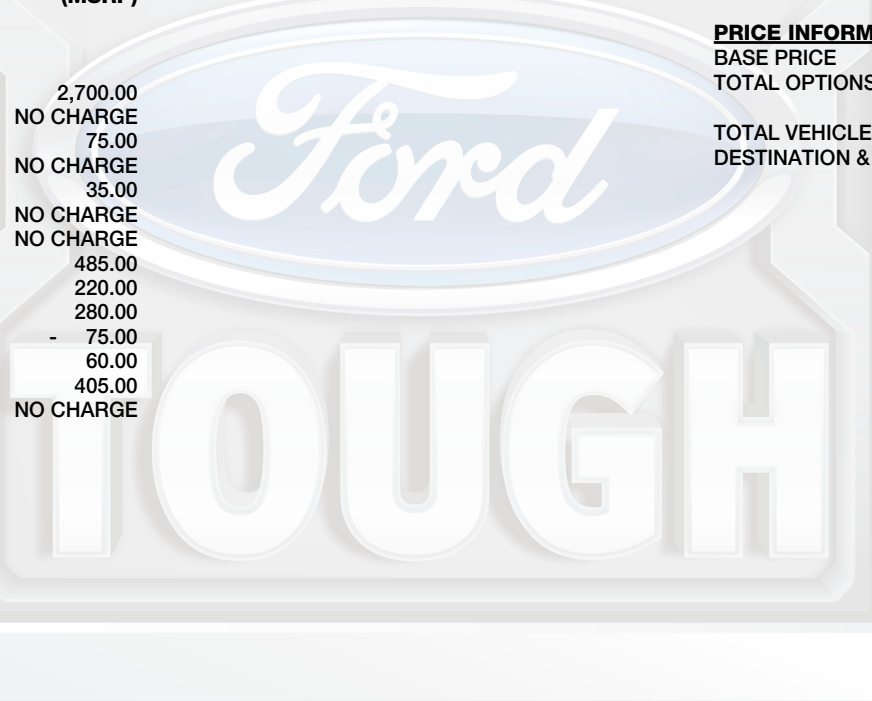 (MSRP)
2,700.00
NO CHARGE
75.00
NO CHARGE
35.00
NO CHARGE
NO CHARGE
485.00
220.00
280.00
- 75.00
60.00
405.00
NO CHARGE
PRICE INFORM
BASE PRICE
TOTAL OPTIONS
TOTAL VEHICLE
DESTINATION &
Ford
TOUGH